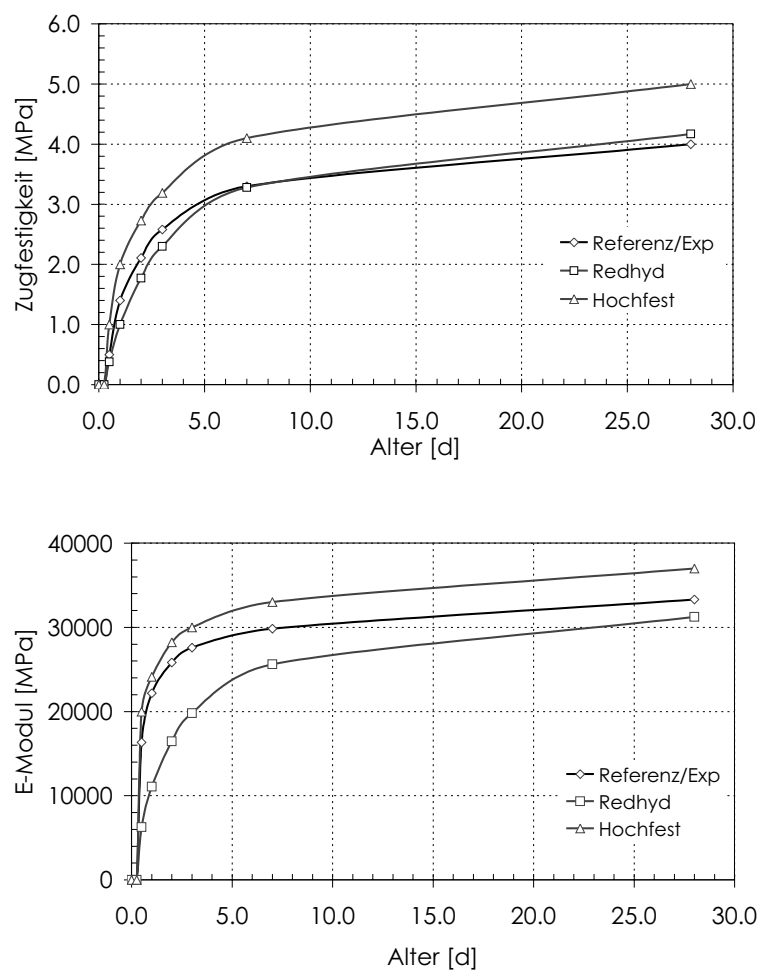 6.0
5.0
4.0
3.0
2.0
1.0
0.0
Zugfestigkeit [MPa]
Referenz/Exp
Redhyd
Hochfest
0.0 5.0 10.0 15.0 20.0 25.0 30.0
Alter [d]
40000
30000
20000
10000
0
E-Modul [MPa]
Referenz/Exp
Redhyd
Hochfest
0.0 5.0 10.0 15.0 20.0 25.0 30.0
Alter [d]